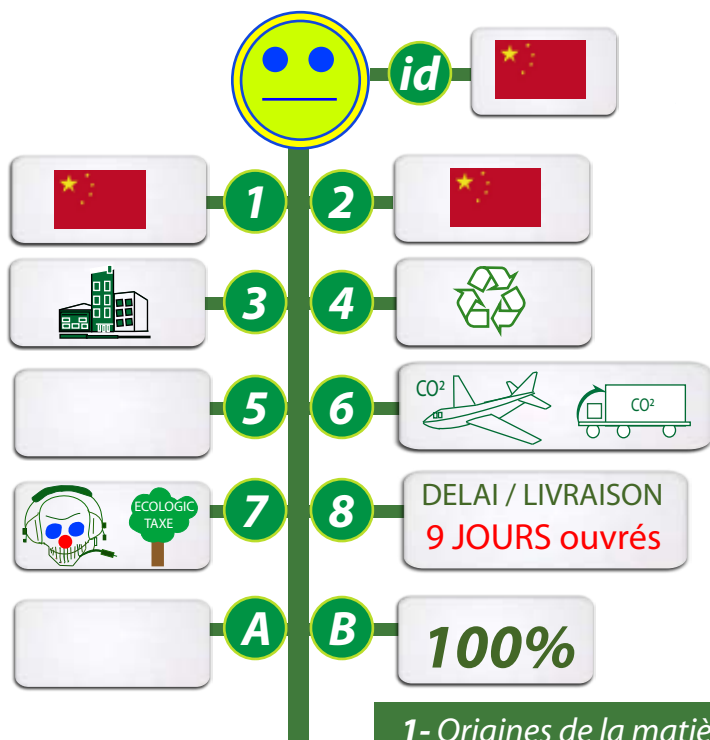 id
1
2
3
4
5
6
CO²
CO²
7
ECOLOGIC
TAXE
8
DELAI / LIVRAISON
9 JOURS ouvrés
A
B
100%
1- Origines de la matiè